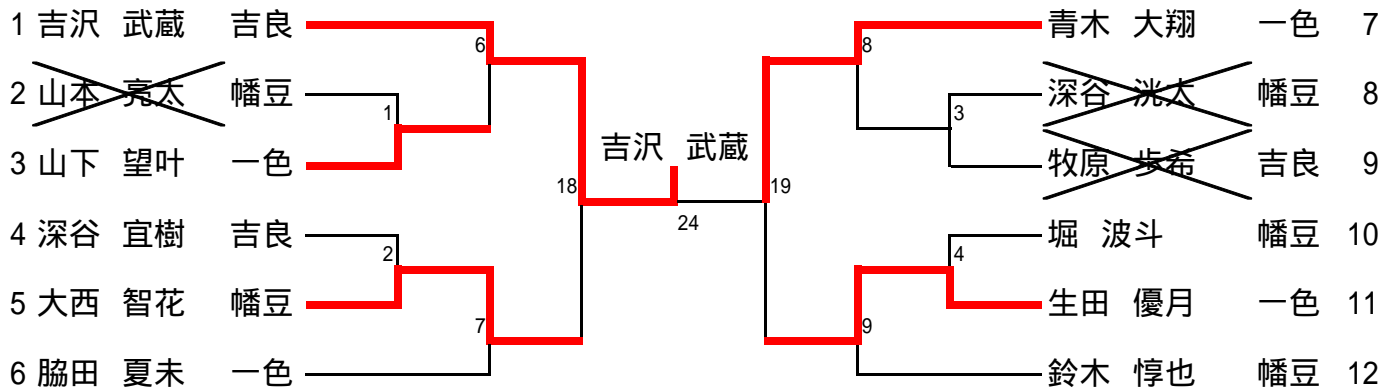 1 吉沢 武蔵 吉良
2 山本 亮太 幡豆
3 山下 望叶 一色
4 深谷 宜樹 吉良
5 大西 智花 幡豆
6 脇田 夏未 一色
6
1
2
7
18
吉沢 武蔵
24
19
8
3
4
9
青木 大翔 一色 7
深谷 洸太 幡豆 8
牧原 歩希 吉良 9
堀 波斗 幡豆 10
生田 優月 一色 11
鈴木 惇也 幡豆 12